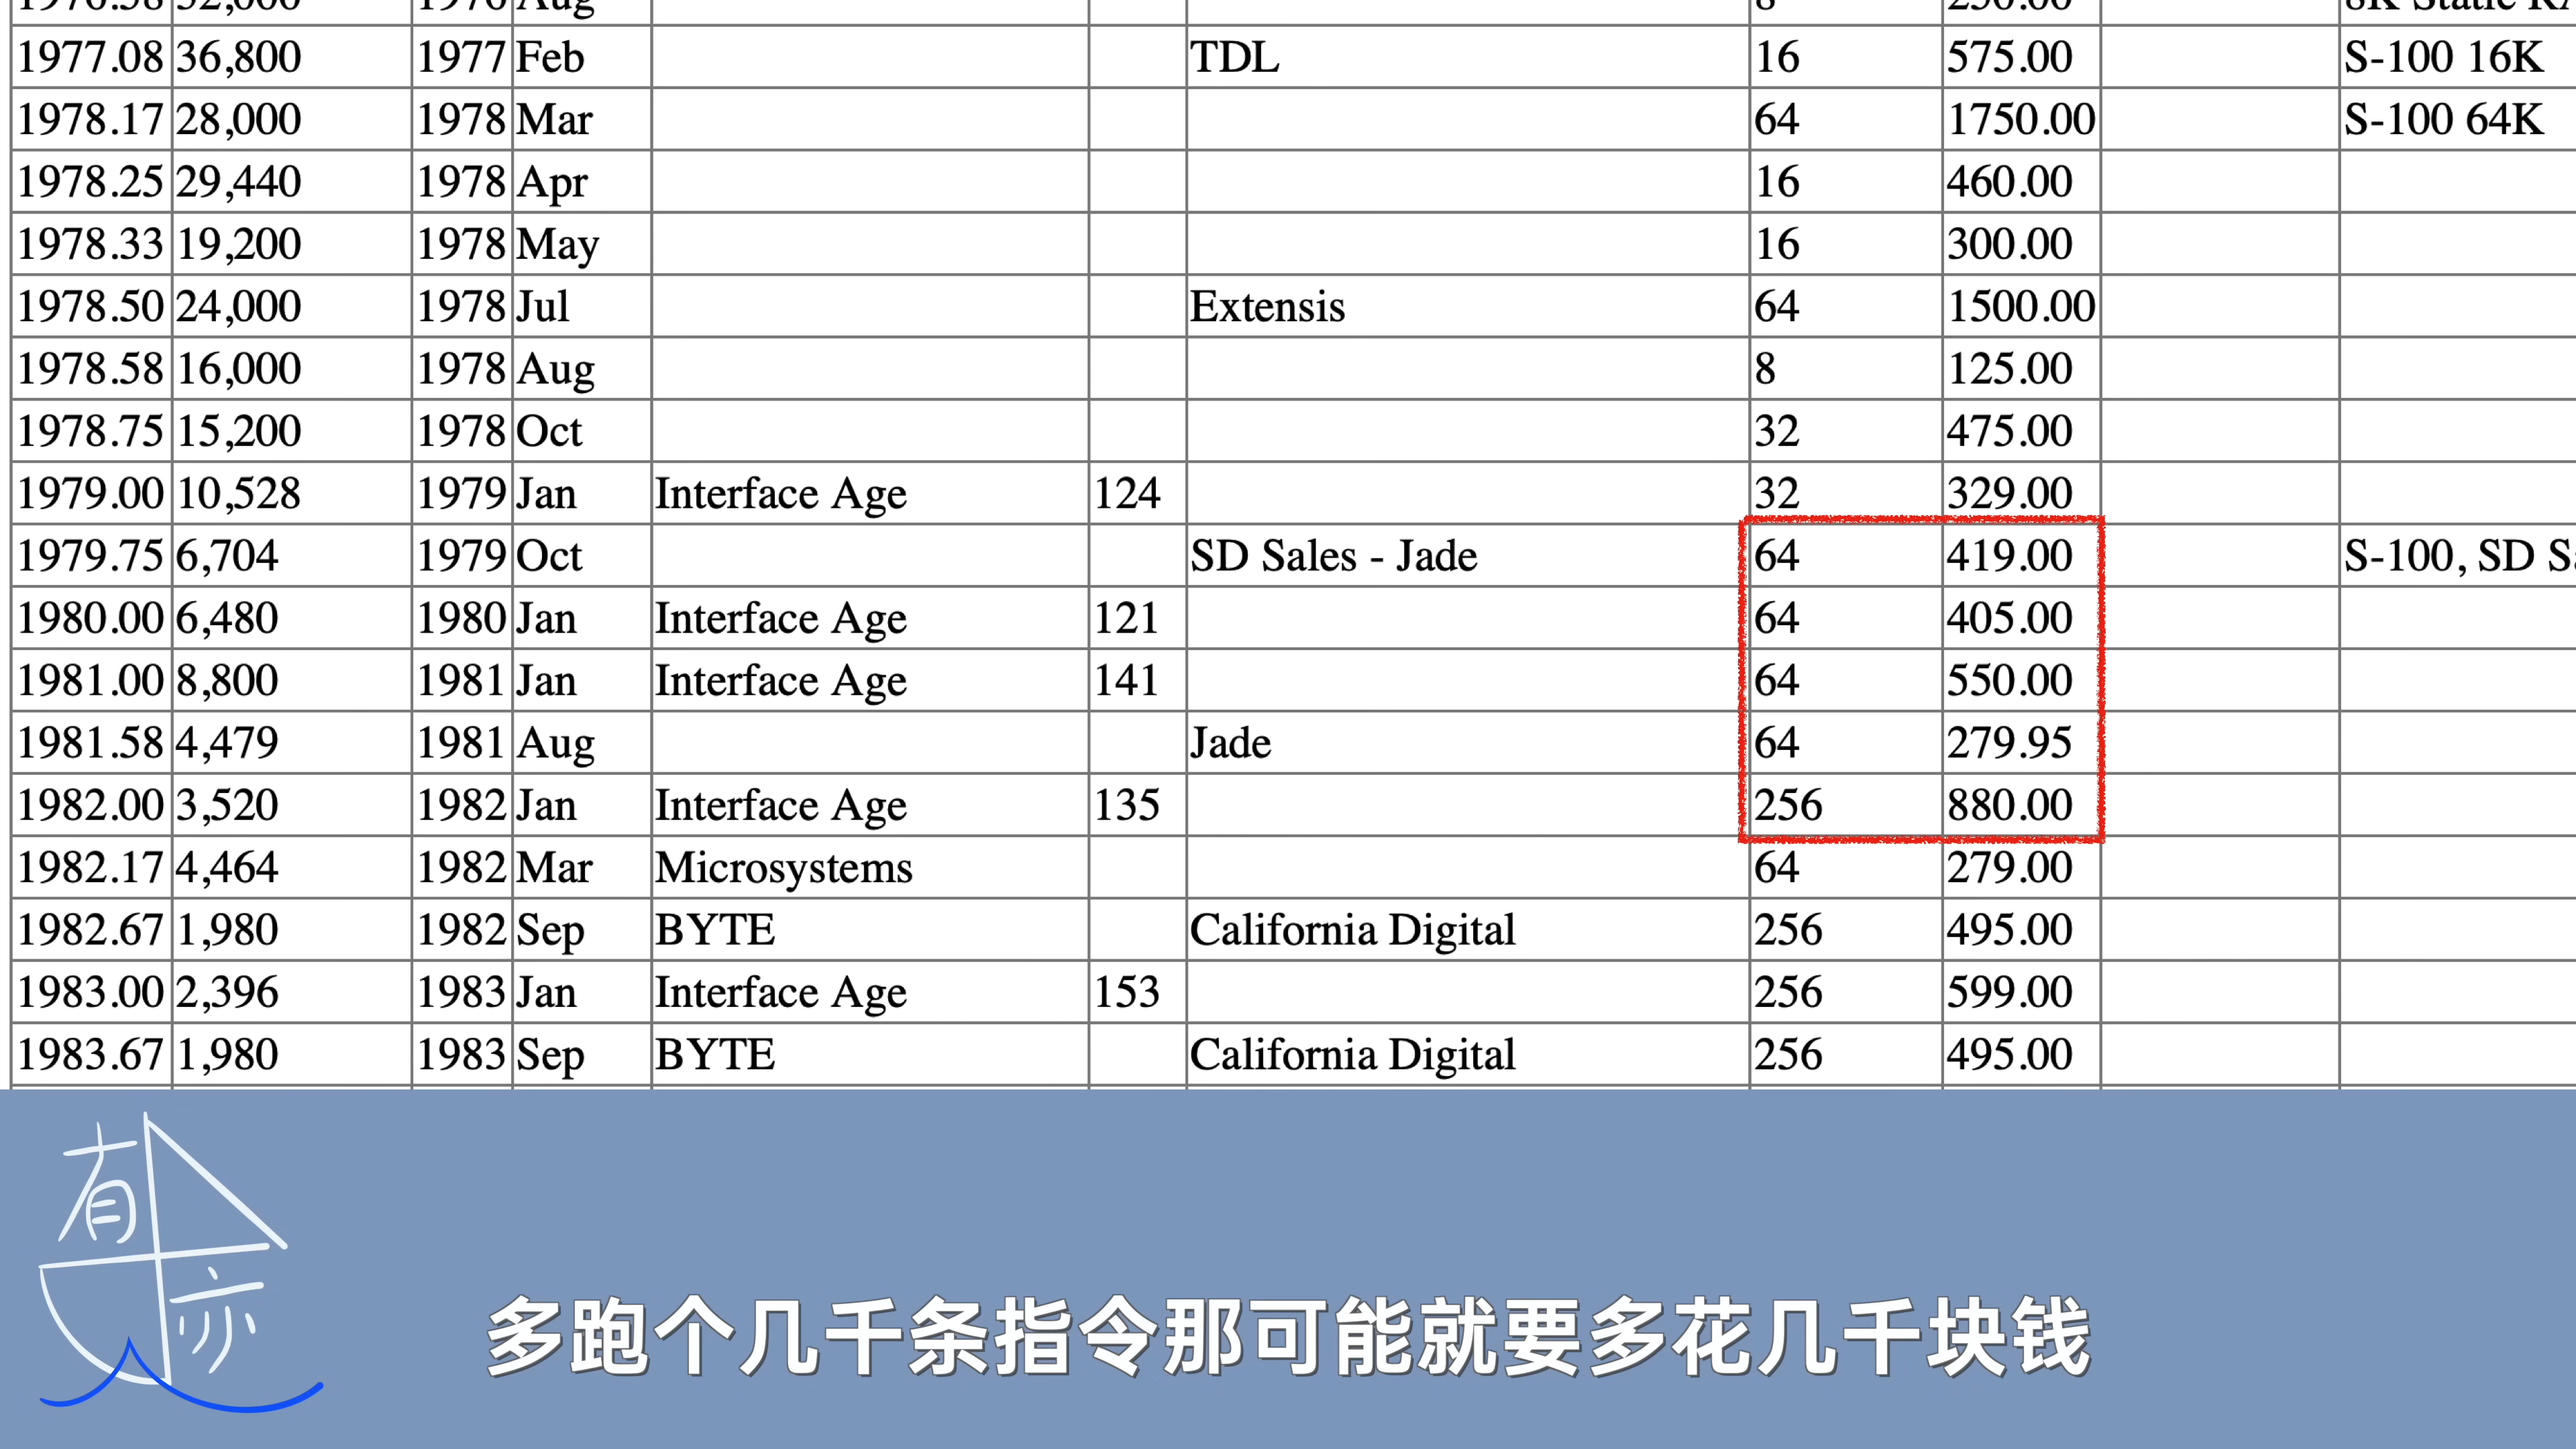 1977.08 36,800 1977 Feb TDL 16 575.00 S-100 16K
1978.17 28,000 1978 Mar 64 1750.00 S-100 64K
1978.25 29,440 1978 Apr 16 460.00
1978.33 19,200 1978 May 16 300.00
1978.50 24,000 1978 Jul Extensis 64 1500.00
1978.58 16,000 1978 Aug 8 125.00
1978.75 15,200 1978 Oct 32 475.00
1979.00 10,528 1979 Jan Interface Age 124 32 329.00
1979.75 6,704 1979 Oct SD Sales - Jade 64 419.00 S-100, SD
1980.00 6,480 1980 Jan Interface Age 121 64 405.00
1981.00 8,800 1981 Jan Interface Age 141 64 550.00
1981.58 4,479 1981 Aug Jade 64 279.95
1982.00 3,520 1982 Jan Interface Age 135 256 880.00
1982.17 4,464 1982 Mar Microsystems 64 279.00
1982.67 1,980 1982 Sep BYTE California Digital 256 495.00
1983.00 2,396 1983 Jan Interface Age 153 256 599.00
1983.67 1,980 1983 Sep BYTE California Digital 256 495.00
有
亦
多跑个几千条指令那可能就要多花几千块钱